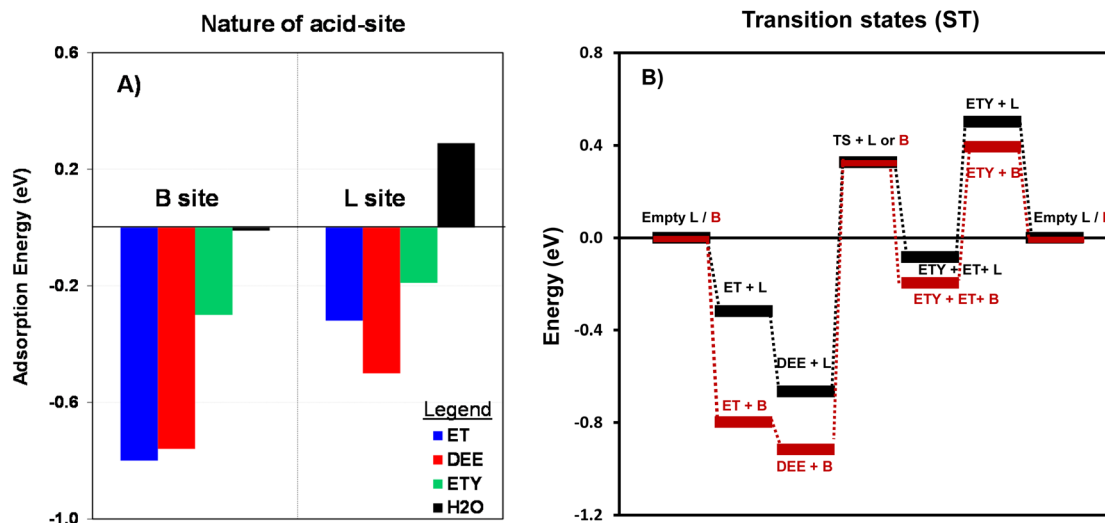 Nature of acid-site
A)
Adsorption Energy (eV)
0.6
0.2
-0.2
-0.6
-1.0
B site
L site
Legend
ET
DEE
ETY
H2O
Transition states (ST)
B)
Energy (eV)
0.8
0.4
0.0
-0.4
-0.8
-1.2
Empty L / B
ET + L
DEE + L
ET + B
DEE + B
TS + L or B
ETY + ET+ L
ETY + ET+ B
ETY + L
ETY + B
Empty L /